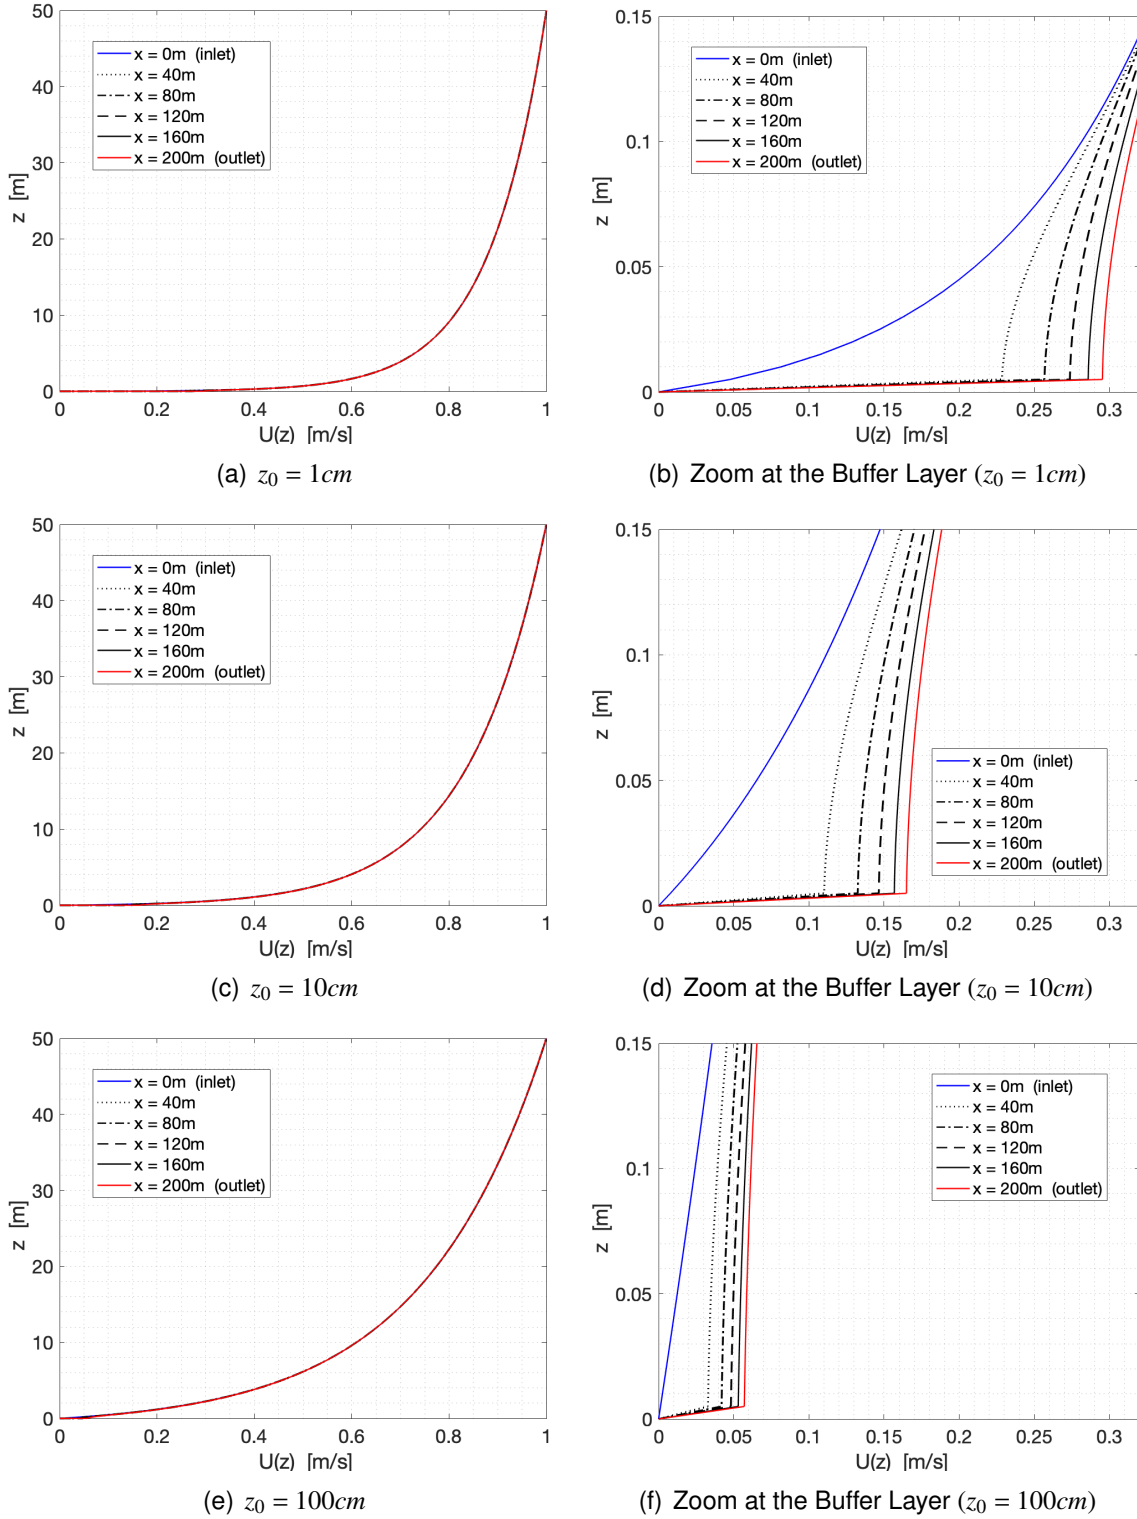 50
40
30
20
10
0
z [m]
x = 0m (inlet)
x = 40m
x = 80m
x = 120m
x = 160m
x = 200m (outlet)
0 0.2 0.4 0.6 0.8 1
U(z) [m/s]
(a) z0 = 1cm
0.15
0.1
0.05
0
z [m]
x = 0m (inlet)
x = 40m
x = 80m
x = 120m
x = 160m
x = 200m (outlet)
0 0.05 0.1 0.15 0.2 0.25 0.3
U(z) [m/s]
(b) Zoom at the Buffer Layer (z0 = 1cm)
50
40
30
20
10
0
z [m]
x = 0m (inlet)
x = 40m
x = 80m
x = 120m
x = 160m
x = 200m (outlet)
0 0.2 0.4 0.6 0.8 1
U(z) [m/s]
(c) z0 = 10cm
0.15
0.1
0.05
0
z [m]
x = 0m (inlet)
x = 40m
x = 80m
x = 120m
x = 160m
x = 200m (outlet)
0 0.05 0.1 0.15 0.2 0.25 0.3
U(z) [m/s]
(d) Zoom at the Buffer Layer (z0 = 10cm)
50
40
30
20
10
0
z [m]
x = 0m (inlet)
x = 40m
x = 80m
x = 120m
x = 160m
x = 200m (outlet)
0 0.2 0.4 0.6 0.8 1
U(z) [m/s]
(e) z0 = 100cm
0.15
0.1
0.05
0
z [m]
x = 0m (inlet)
x = 40m
x = 80m
x = 120m
x = 160m
x = 200m (outlet)
0 0.05 0.1 0.15 0.2 0.25 0.3
U(z) [m/s]
(f) Zoom at the Buffer Layer (z0 = 100cm)